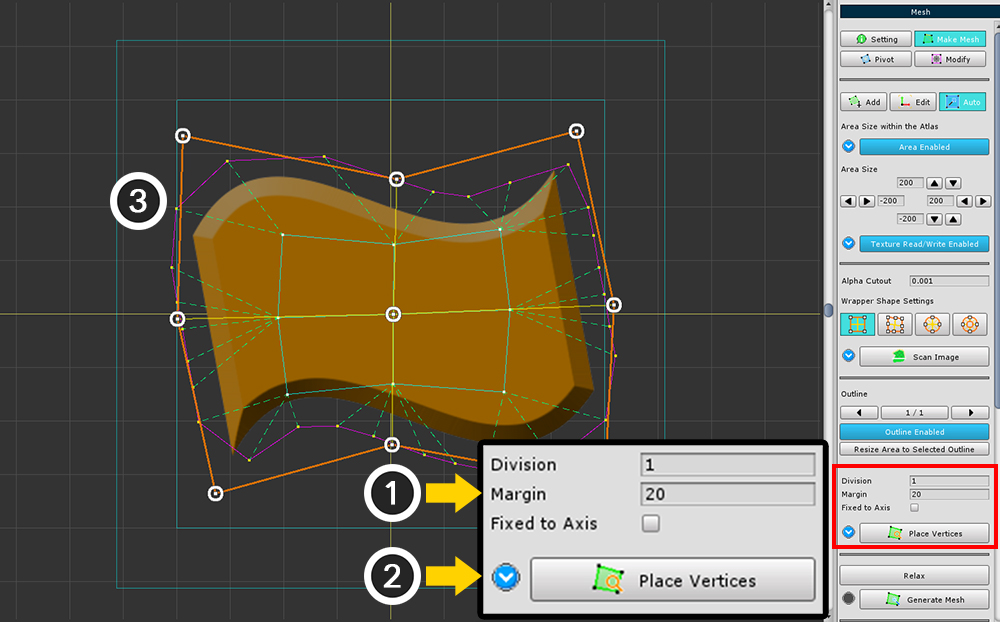 Mesh
Setting
Make Mesh
Pivot
Modify
Add
Edit
Auto
Area Size within the Atlas
Area Enabled
Area Size
200
-200
200
-200
Texture Read/Write Enabled
Alpha Cutout
0.001
Wrapper Shape Settings
Scan Image
Outline
1 / 1
Outline Enabled
Resize Area to Selected Outline
Division
1
Margin
20
Fixed to Axis
Place Vertices
Relax
Generate Mesh
3
Division
1
1
Margin
20
Fixed to Axis
2
Place Vertices